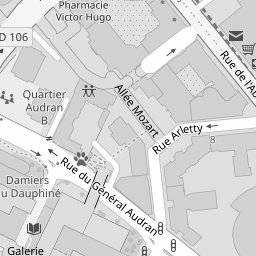 Pharmacie
Victor Hugo
D 106
Allée Mozart
Rue de l'A
Quartier
Audran
B
Rue Arletty
8
Rue du Général Audran
Damiers
u Dauphiné
Galerie